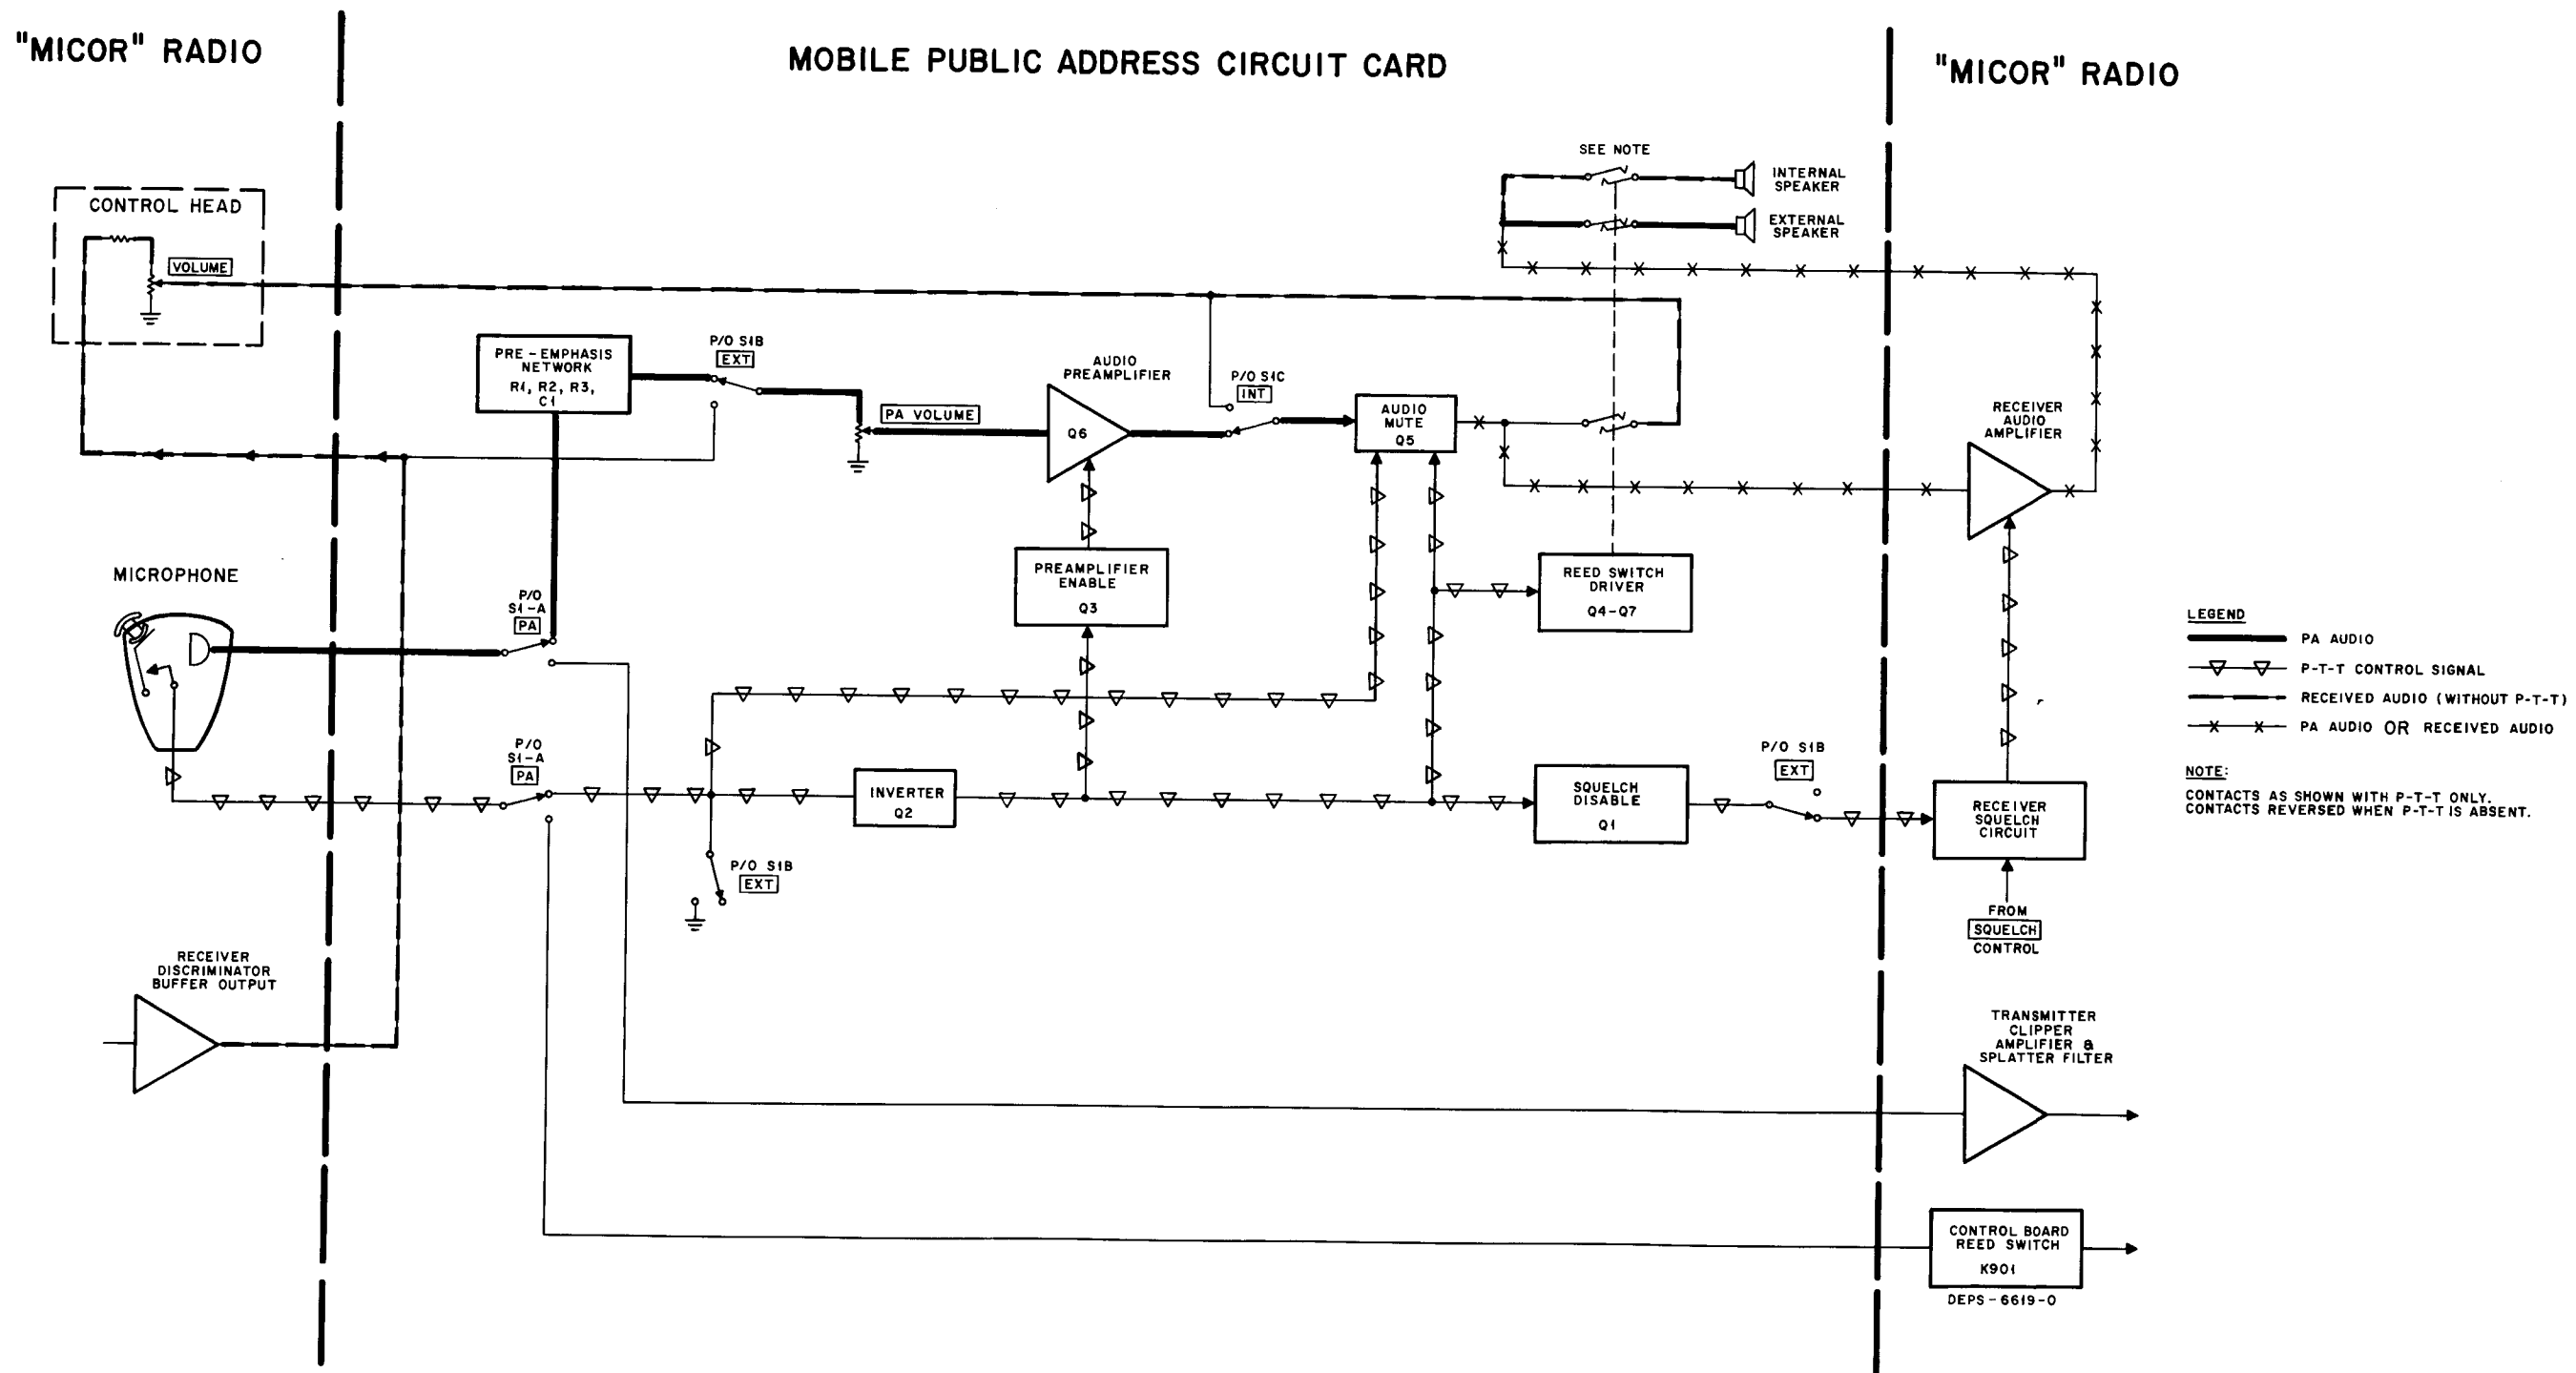 "MICOR" RADIO
MOBILE PUBLIC ADDRESS CIRCUIT CARD
"MICOR" RADIO
SEE NOTE
INTERNAL
SPEAKER
EXTERNAL
SPEAKER
CONTROL HEAD
VOLUME
PRE-EMPHASIS
NETWORK
R1, R2, R3,
C1
P/O S1B
EXT
PA VOLUME
AUDIO
PREAMPLIFIER
Q6
P/O S1C
INT
AUDIO
MUTE
Q5
RECEIVER
AUDIO
AMPLIFIER
MICROPHONE
P/O
S1-A
PA
PREAMPLIFIER
ENABLE
Q3
REED SWITCH
DRIVER
Q4-Q7
LEGEND
PA AUDIO
P-T-T CONTROL SIGNAL
RECEIVED AUDIO (WITHOUT P-T-T)
PA AUDIO OR RECEIVED AUDIO
NOTE:
CONTACTS AS SHOWN WITH P-T-T ONLY.
CONTACTS REVERSED WHEN P-T-T IS ABSENT.
P/O
S1-A
PA
INVERTER
Q2
P/O S1B
EXT
SQUELCH
DISABLE
Q1
P/O S1B
EXT
RECEIVER
SQUELCH
CIRCUIT
FROM
SQUELCH
CONTROL
RECEIVER
DISCRIMINATOR
BUFFER OUTPUT
TRANSMITTER
CLIPPER
AMPLIFIER &
SPLATTER FILTER
CONTROL BOARD
REED SWITCH
K901
DEPS-6619-O